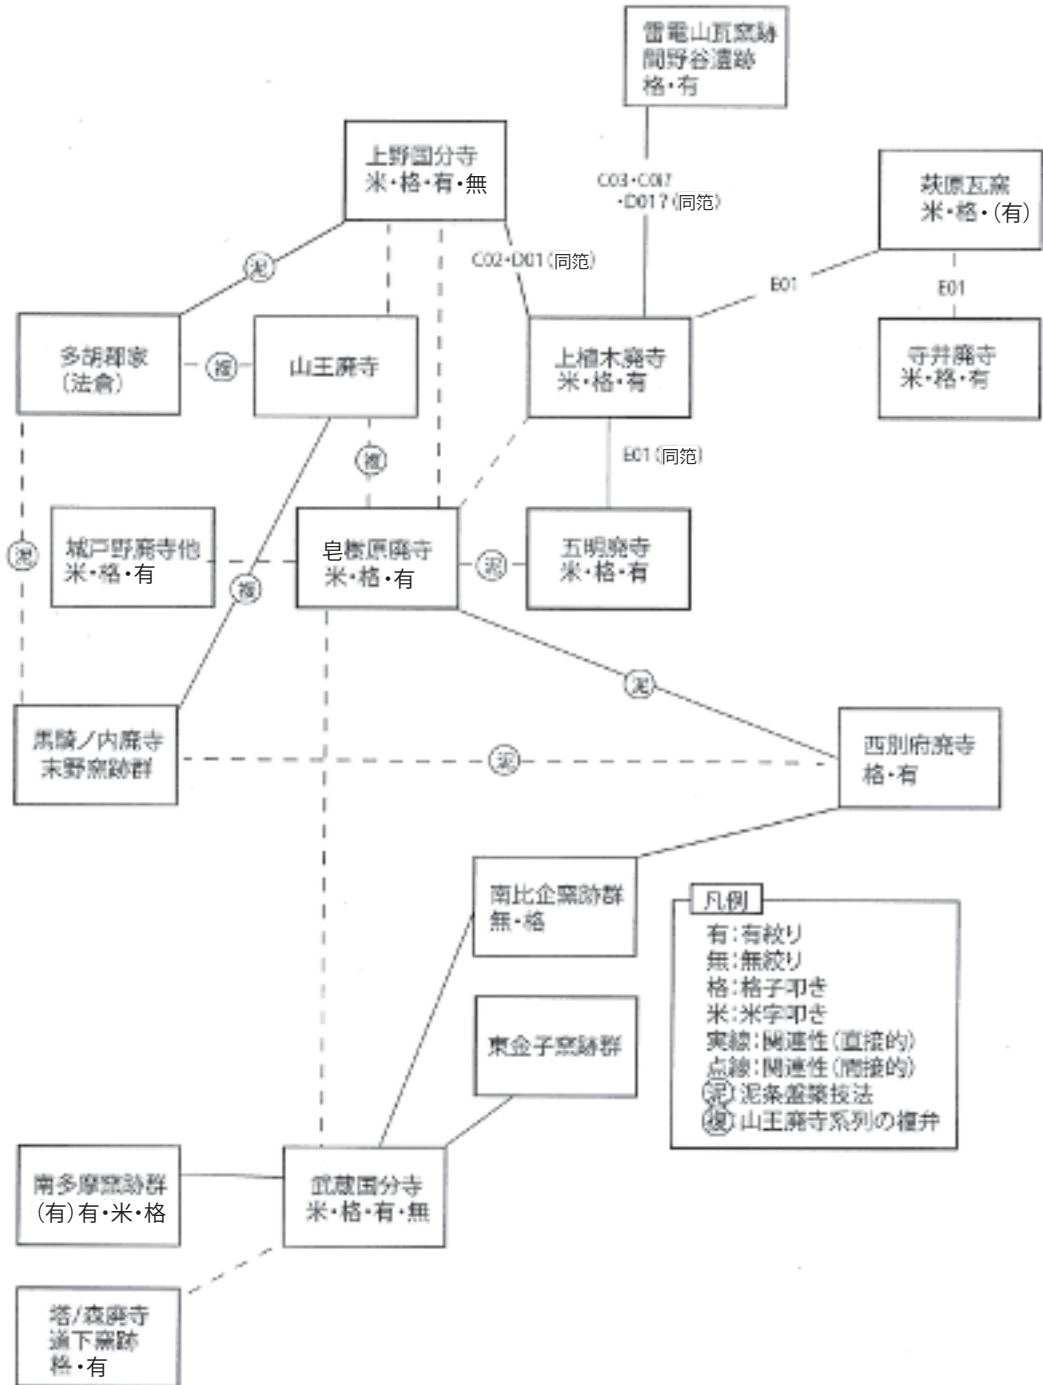 雷電山瓦窯跡
間野谷遺跡
格・有
上野国分寺
米・格・有・無
萩原瓦窯
米・格・(有)
C03・C017
・D017(同笵)
泥
C02・D01(同笵)
E01
E01
多胡郡家
(法倉)
複
山王廃寺
上植木廃寺
米・格・有
寺井廃寺
米・格・有
複
E01(同笵)
泥
城戸野廃寺他
米・格・有
皂樹原廃寺
米・格・有
泥
五明廃寺
米・格・有
複
泥
馬騎ノ内廃寺
末野窯跡群
泥
西別府廃寺
格・有
南比企窯跡群
無・格
東金子窯跡群
凡例
有:有絞り
無:無絞り
格:格子叩き
米:米字叩き
実線:関連性(直接的)
点線:関連性(間接的)
泥:泥条盤築技法
複:山王廃寺系列の複弁
南多摩窯跡群
(有)有・米・格
武蔵国分寺
米・格・有・無
塔ノ森廃寺
道下窯跡
格・有